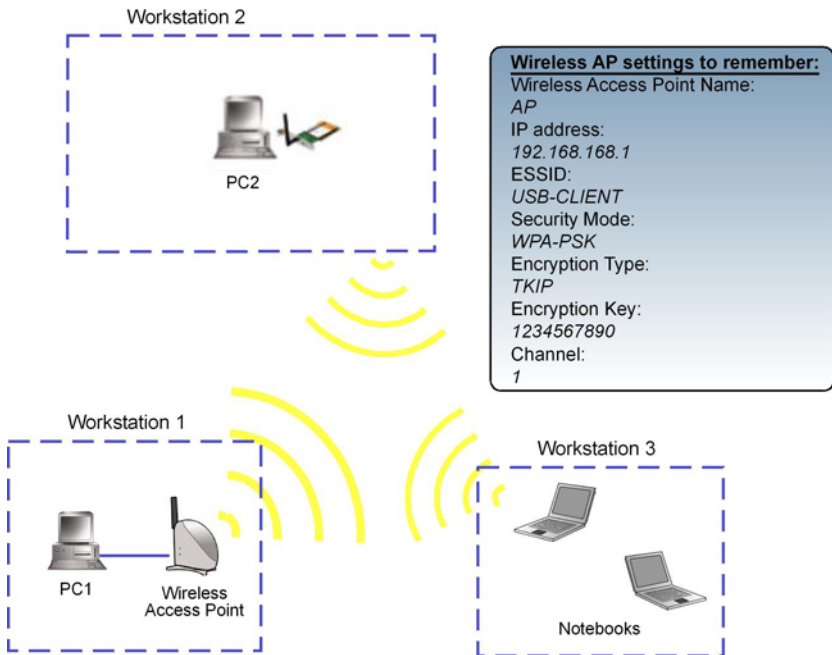 Workstation 2
PC2
Wireless AP settings to remember:
Wireless Access Point Name:
AP
IP address:
192.168.168.1
ESSID:
USB-CLIENT
Security Mode:
WPA-PSK
Encryption Type:
TKIP
Encryption Key:
1234567890
Channel:
1
Workstation 1
PC1
Wireless
Access Point
Workstation 3
Notebooks